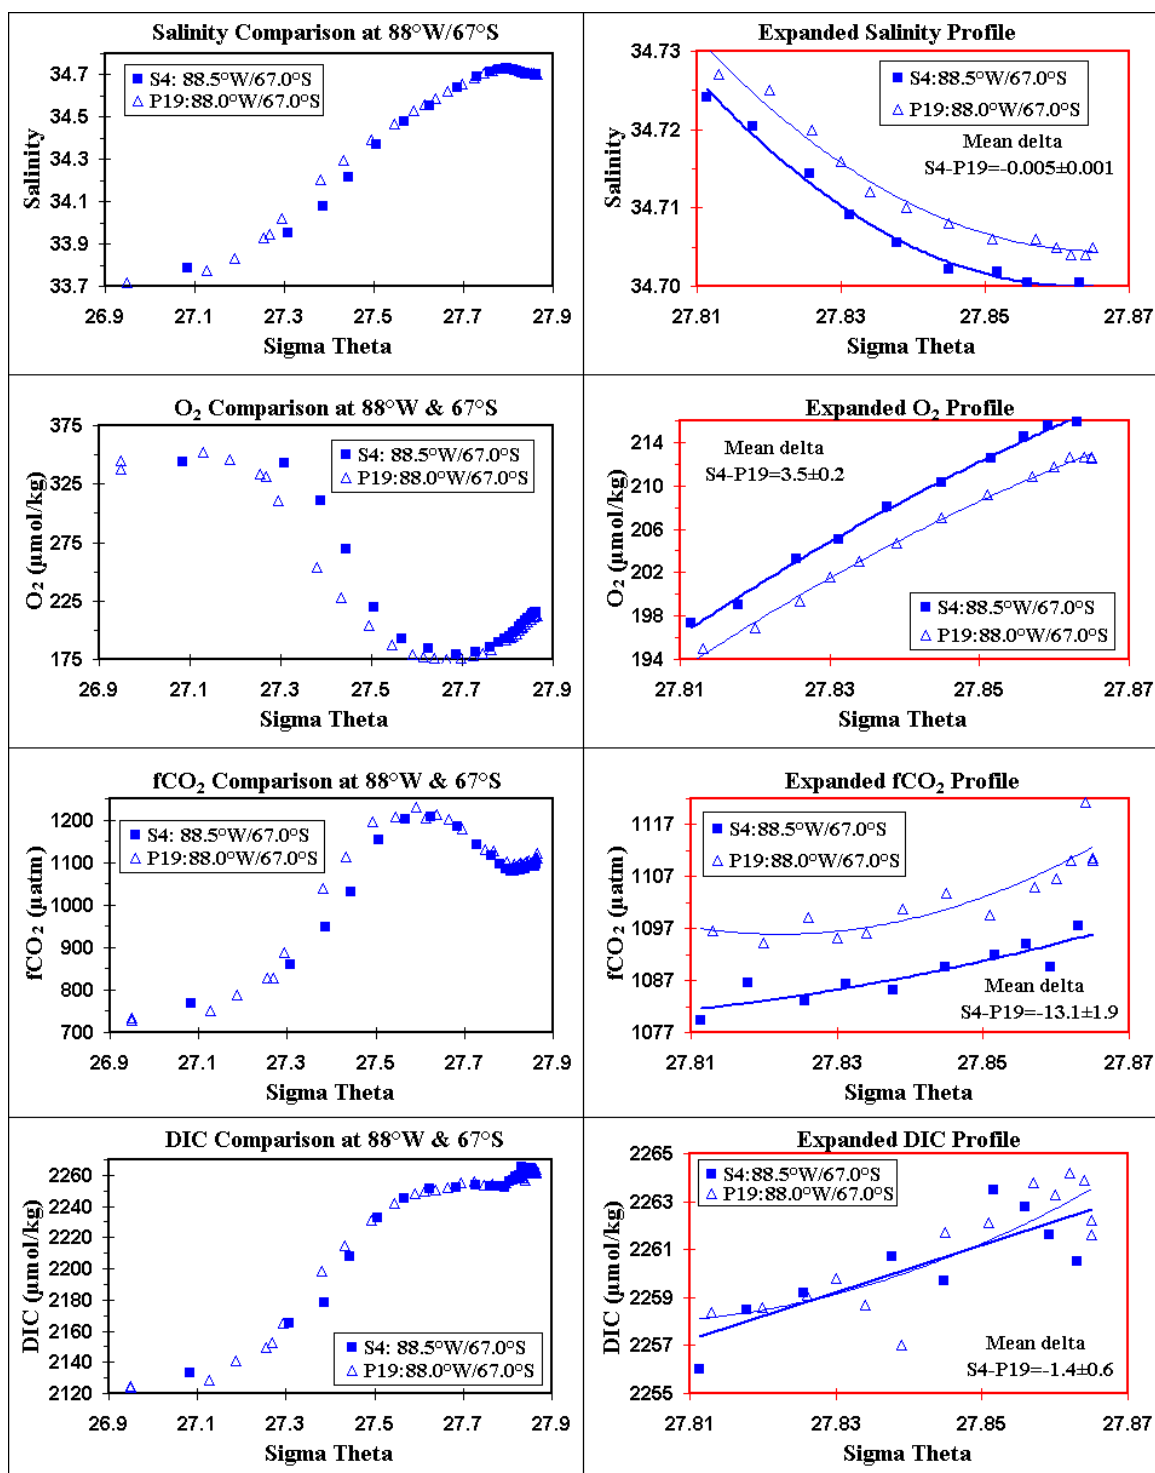 Salinity Comparison at 88°W/67°S
S4: 88.5°W/67.0°S
P19:88.0°W/67.0°S
Salinity
34.7
34.5
34.3
34.1
33.9
33.7
26.9 27.1 27.3 27.5 27.7 27.9
Sigma Theta
Expanded Salinity Profile
S4:88.5°W/67.0°S
P19:88.0°W/67.0°S
Mean delta
S4-P19=-0.005±0.001
Salinity
34.73
34.72
34.71
34.70
27.81 27.83 27.85 27.87
Sigma Theta
O₂ Comparison at 88°W & 67°S
S4: 88.5°W/67.0°S
P19:88.0°W/67.0°S
O₂ (µmol/kg)
375
325
275
225
175
26.9 27.1 27.3 27.5 27.7 27.9
Sigma Theta
Expanded O₂ Profile
Mean delta
S4-P19=3.5±0.2
S4:88.5°W/67.0°S
P19:88.0°W/67.0°S
O₂ (µmol/kg)
214
210
206
202
198
194
27.81 27.83 27.85 27.87
Sigma Theta
fCO₂ Comparison at 88°W & 67°S
S4: 88.5°W/67.0°S
P19:88.0°W/67.0°S
fCO₂ (µatm)
1200
1100
1000
900
800
700
26.9 27.1 27.3 27.5 27.7 27.9
Sigma Theta
Expanded fCO₂ Profile
S4:88.5°W/67.0°S
P19:88.0°W/67.0°S
Mean delta
S4-P19=-13.1±1.9
fCO₂ (µatm)
1117
1107
1097
1087
1077
27.81 27.83 27.85 27.87
Sigma Theta
DIC Comparison at 88°W & 67°S
S4: 88.5°W/67.0°S
P19:88.0°W/67.0°S
DIC (µmol/kg)
2260
2240
2220
2200
2180
2160
2140
2120
26.9 27.1 27.3 27.5 27.7 27.9
Sigma Theta
Expanded DIC Profile
S4:88.5°W/67.0°S
P19:88.0°W/67.0°S
Mean delta
S4-P19=-1.4±0.6
DIC (µmol/kg)
2265
2263
2261
2259
2257
2255
27.81 27.83 27.85 27.87
Sigma Theta